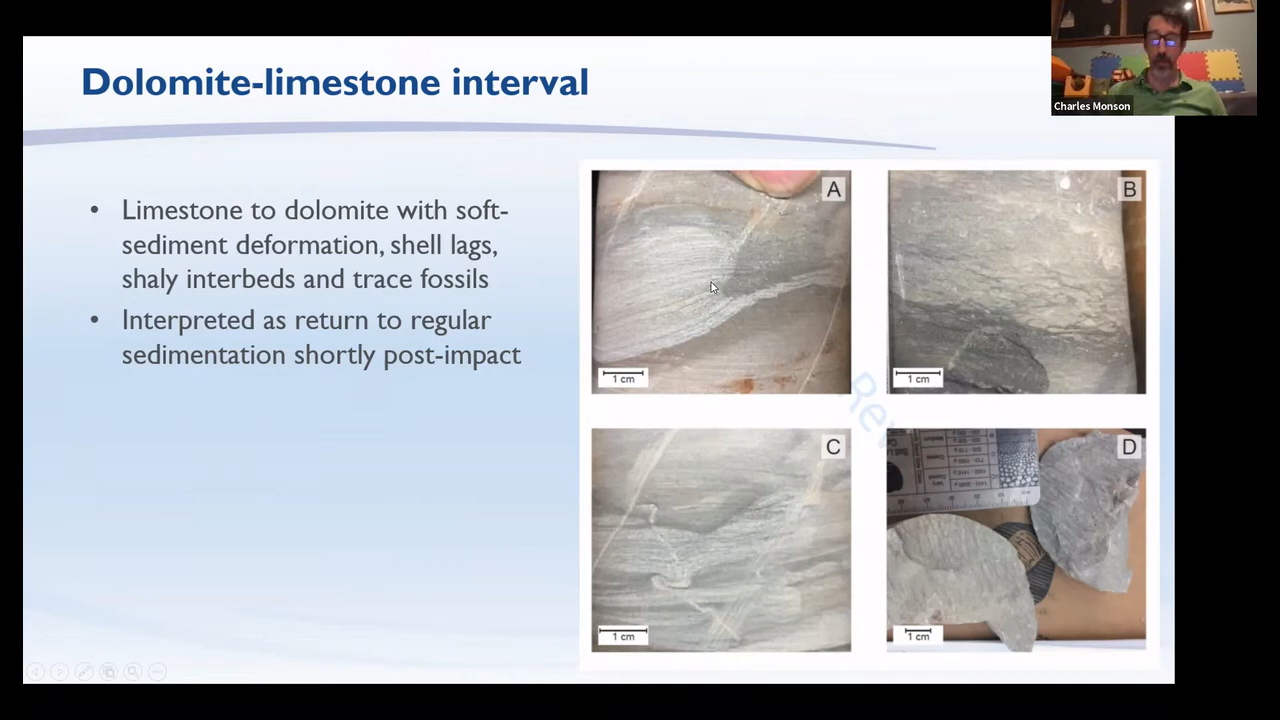 Dolomite-limestone interval
Charles Monson
• Limestone to dolomite with soft-
sediment deformation, shell lags,
shaly interbeds and trace fossils
• Interpreted as return to regular
sedimentation shortly post-impact
A
1 cm
B
1 cm
C
1 cm
D
1 cm
Rev